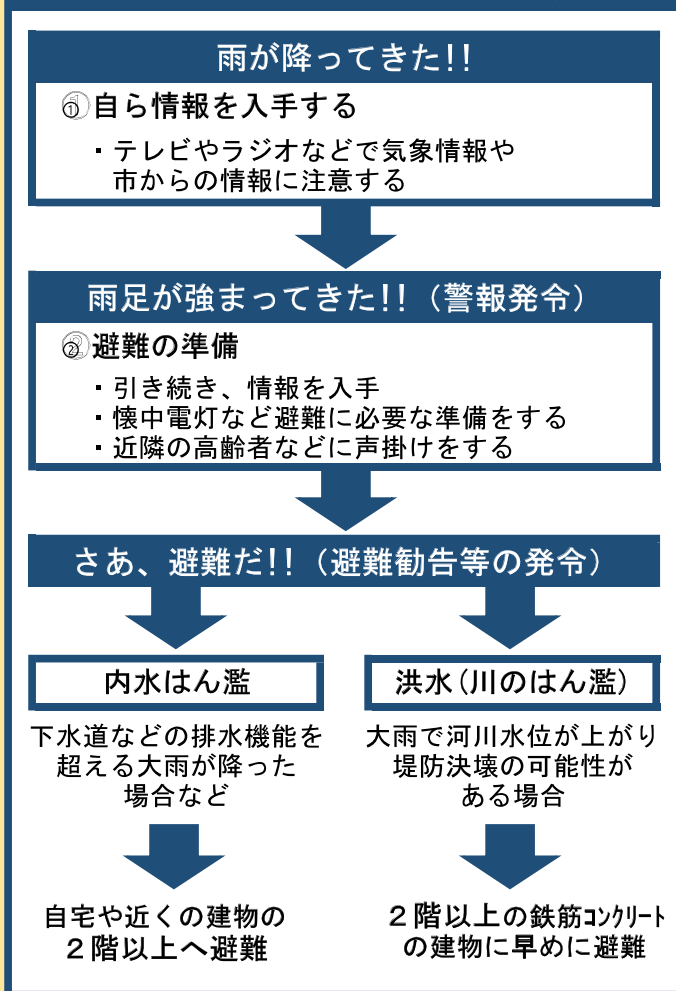 雨が降ってきた!!
①自ら情報を入手する
・テレビやラジオなどで気象情報や
市からの情報に注意する
雨足が強まってきた!!（警報発令）
②避難の準備
・引き続き、情報を入手
・懐中電灯など避難に必要な準備をする
・近隣の高齢者などに声掛けをする
さあ、避難だ!!（避難勧告等の発令）
内水はん濫
下水道などの排水機能を
超える大雨が降った
場合など
自宅や近くの建物の
２階以上へ避難
洪水(川のはん濫)
大雨で河川水位が上がり
堤防決壊の可能性が
ある場合
２階以上の鉄筋ｺﾝｸﾘｰﾄ
の建物に早めに避難